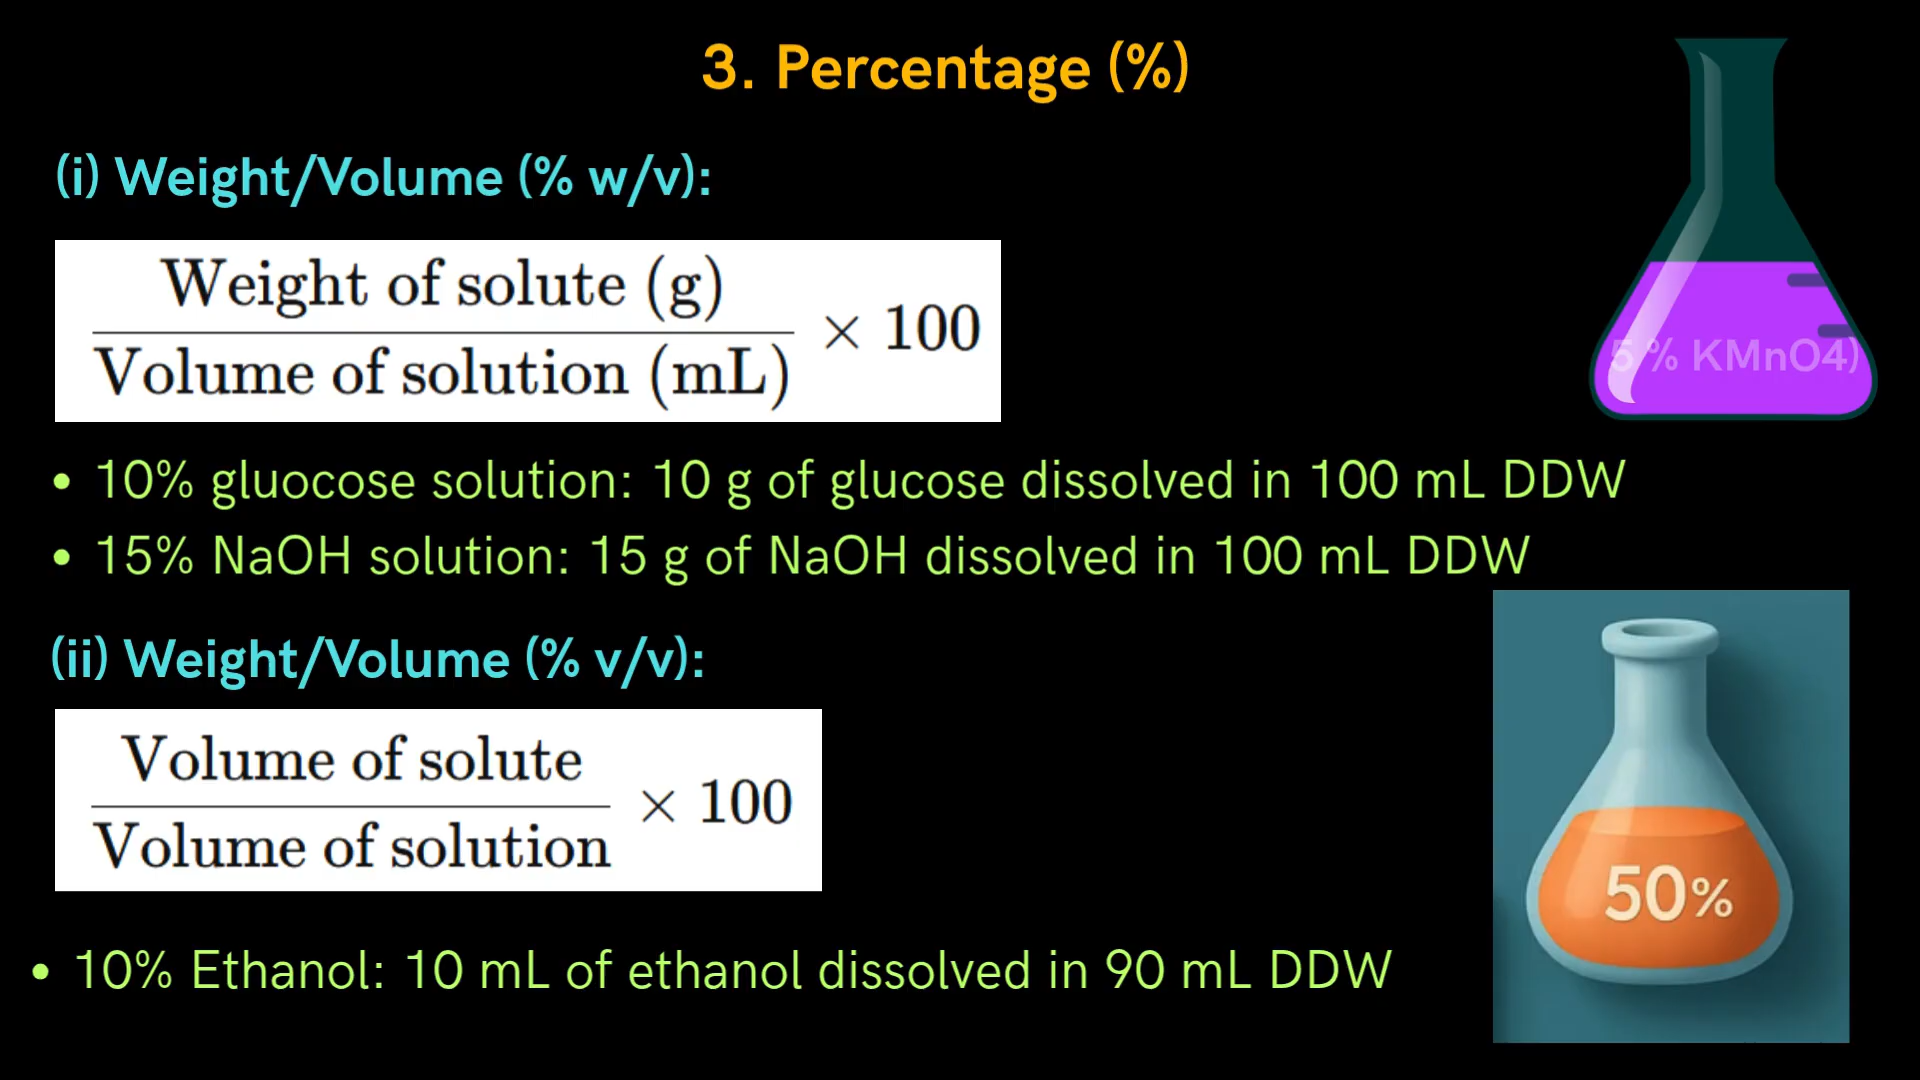 3. Percentage (%)
(i) Weight/Volume (% w/v):
Weight of solute (g)
Volume of solution (mL)
× 100
5 % KMnO4)
• 10% gluocose solution: 10 g of glucose dissolved in 100 mL DDW
• 15% NaOH solution: 15 g of NaOH dissolved in 100 mL DDW
(ii) Weight/Volume (% v/v):
Volume of solute
Volume of solution
× 100
50%
• 10% Ethanol: 10 mL of ethanol dissolved in 90 mL DDW